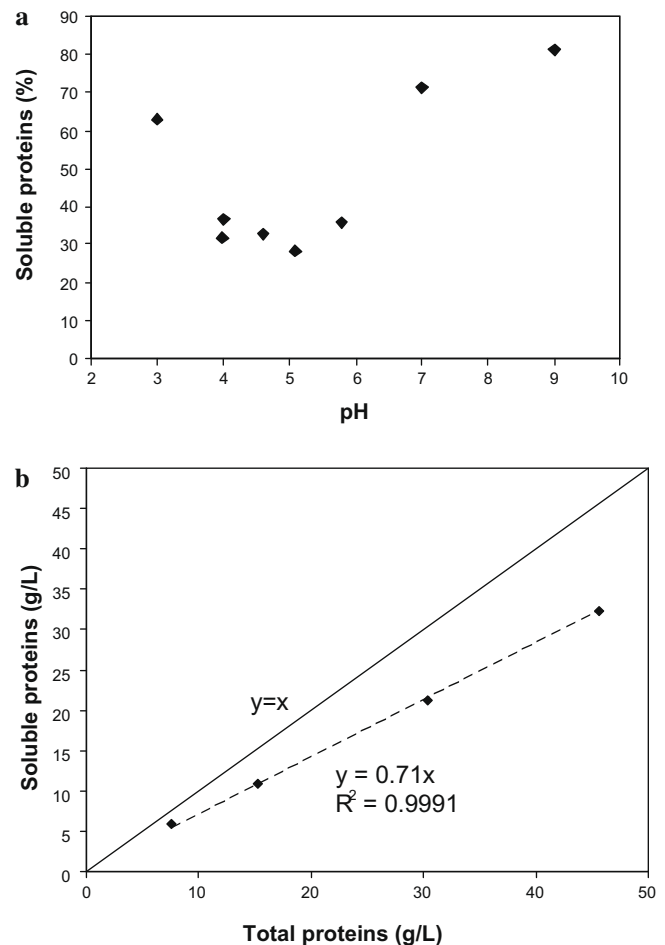 a
Soluble proteins (%)
90
80
70
60
50
40
30
20
10
0
2 3 4 5 6 7 8 9 10
pH
b
Soluble proteins (g/L)
50
45
40
35
30
25
20
15
10
5
0
y=x
y = 0.71x
R² = 0.9991
0 10 20 30 40 50
Total proteins (g/L)